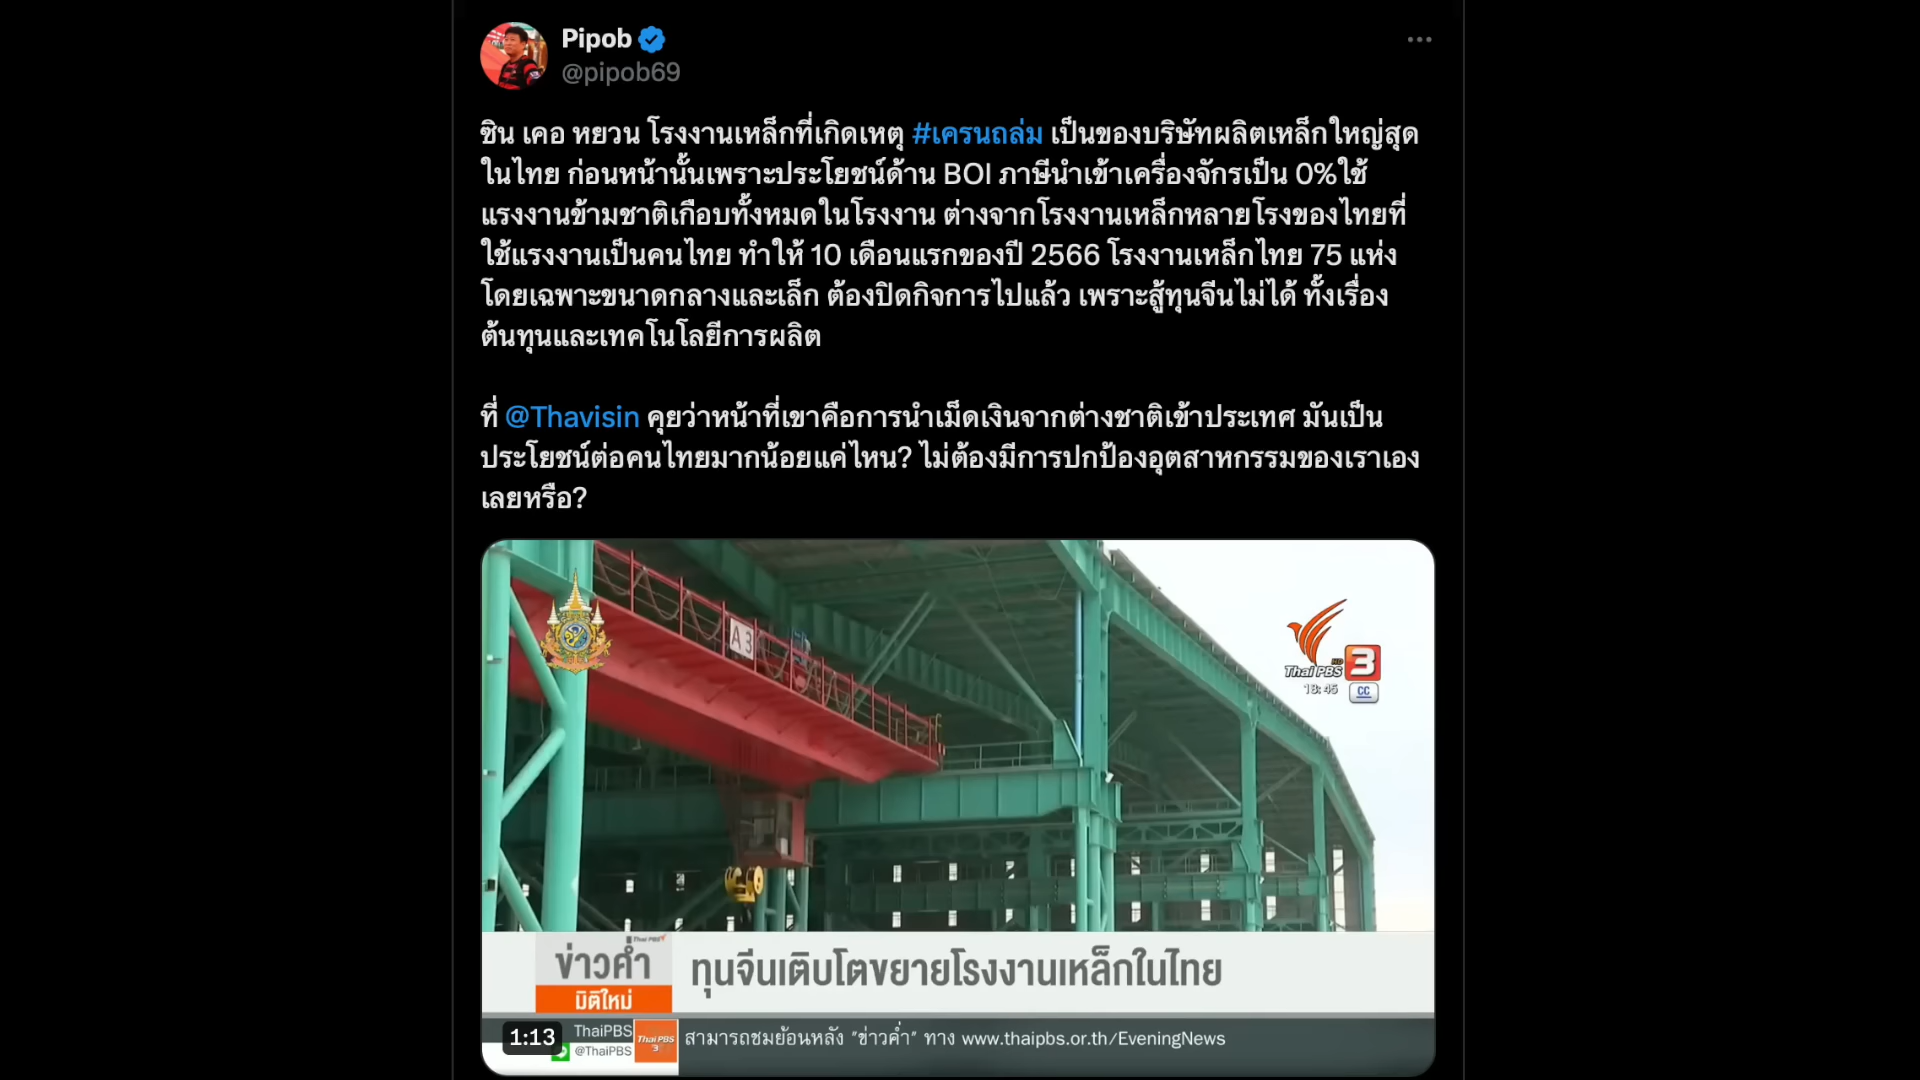 Pipob
@pipob69
ซิน เคอ หยวน โรงงานเหล็กที่เกิดเหตุ #เครนถล่ม เป็นของบริษัทผลิตเหล็กใหญ่สุด
ในไทย ก่อนหน้านั้นเพราะประโยชน์ด้าน BOI ภาษีนำเข้าเครื่องจักรเป็น 0%ใช้
แรงงานข้ามชาติเกือบทั้งหมดในโรงงาน ต่างจากโรงงานเหล็กหลายโรงของไทยที่
ใช้แรงงานเป็นคนไทย ทำให้ 10 เดือนแรกของปี 2566 โรงงานเหล็กไทย 75 แห่ง
โดยเฉพาะขนาดกลางและเล็ก ต้องปิดกิจการไปแล้ว เพราะสู้ทุนจีนไม่ได้ ทั้งเรื่อง
ต้นทุนและเทคโนโลยีการผลิต
ที่ @Thavisin คุยว่าหน้าที่เขาคือการนำเม็ดเงินจากต่างชาติเข้าประเทศ มันเป็น
ประโยชน์ต่อคนไทยมากน้อยแค่ไหน? ไม่ต้องมีการปกป้องอุตสาหกรรมของเราเอง
เลยหรือ?
A 3
Thai PBS HD 3
18:45 CC
Thai PBS
ข่าวค่ำ
มิติใหม่
ทุนจีนเติบโตขยายโรงงานเหล็กในไทย
1:13
ThaiPBS
@ThaiPBS
Thai PBS
3
สามารถชมย้อนหลัง "ข่าวค่ำ" ทาง www.thaipbs.or.th/EveningNews